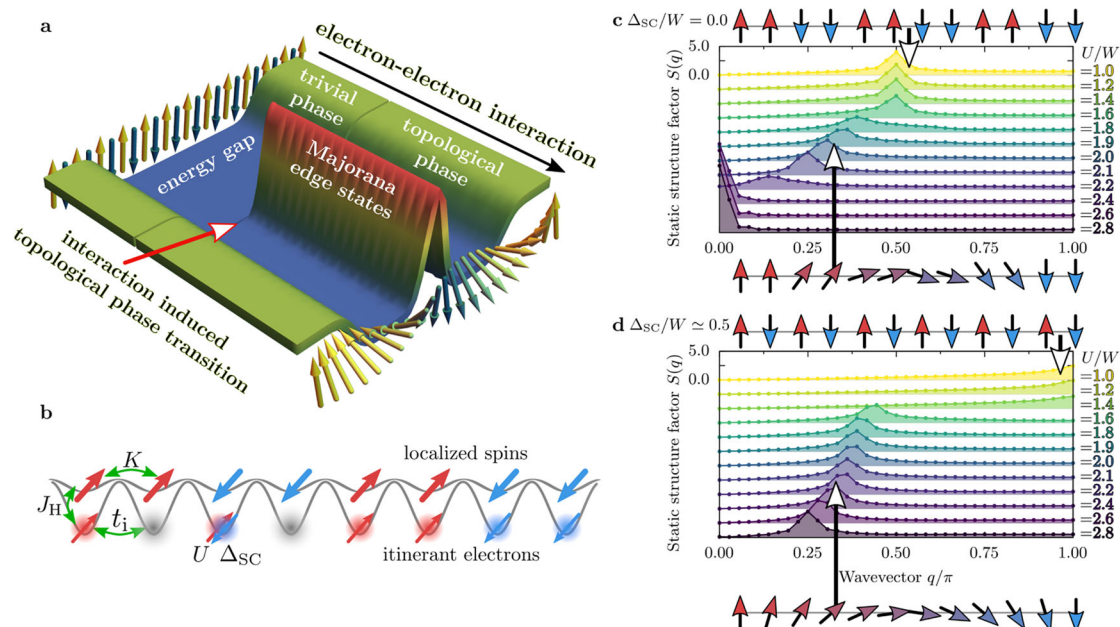 a
electron-electron interaction
trivial
phase
topological
phase
energy gap
Majorana
edge states
interaction induced
topological phase transition
b
K
J_H
t_i
U Δ_SC
localized spins
itinerant electrons
c Δ_SC/W = 0.0
Static structure factor S(q)
5.0
0.0
U/W
=1.0
=1.2
=1.4
=1.6
=1.8
=1.9
=2.0
=2.1
=2.2
=2.4
=2.6
=2.8
0.00 0.25 0.50 0.75 1.00
d Δ_SC/W ≃ 0.5
Static structure factor S(q)
5.0
0.0
U/W
=1.0
=1.2
=1.4
=1.6
=1.8
=1.9
=2.0
=2.1
=2.2
=2.4
=2.6
=2.8
0.00 0.25 0.50 0.75 1.00
Wavevector q/π